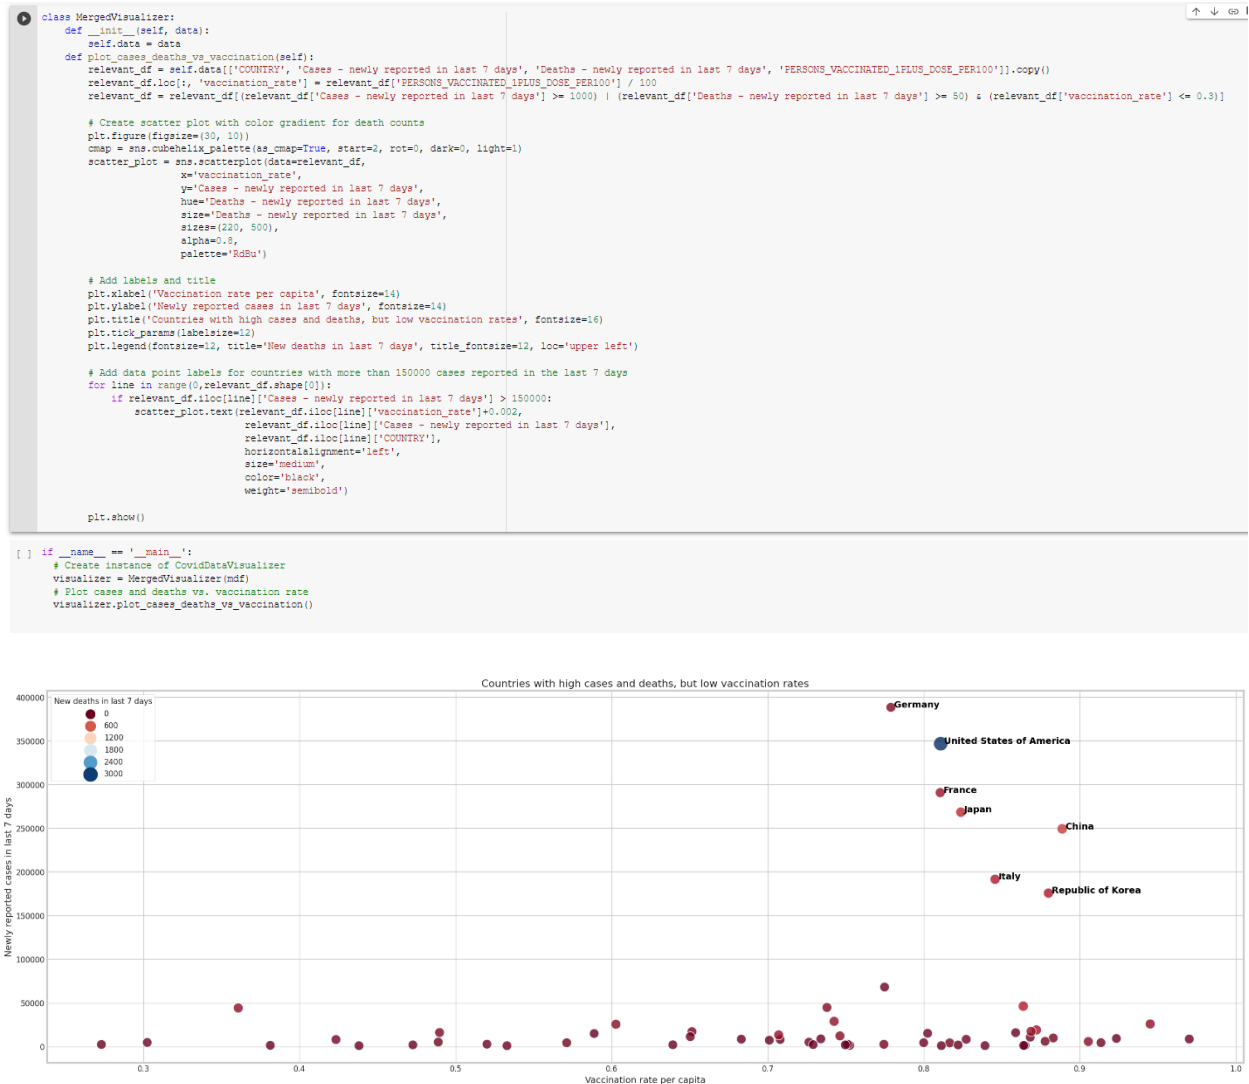 class MergedVisualizer:
    def __init__(self, data):
        self.data = data
    def plot_cases_deaths_vs_vaccination(self):
        relevant_df = self.data[['COUNTRY', 'Cases - newly reported in last 7 days', 'Deaths - newly reported in last 7 days', 'PERSONS_VACCINATED_1PLUS_DOSE_PER100']].copy()
        relevant_df.loc[:, 'vaccination_rate'] = relevant_df['PERSONS_VACCINATED_1PLUS_DOSE_PER100'] / 100
        relevant_df = relevant_df[(relevant_df['Cases - newly reported in last 7 days'] >= 1000) | (relevant_df['Deaths - newly reported in last 7 days'] >= 50) & (relevant_df['vaccination_rate'] <= 0.3)]
        # Create scatter plot with color gradient for death counts
        plt.figure(figsize=(30, 10))
        cmap = sns.cubehelix_palette(as_cmap=True, start=2, rot=0, dark=0, light=1)
        scatter_plot = sns.scatterplot(data=relevant_df,
                        x='vaccination_rate',
                        y='Cases - newly reported in last 7 days',
                        hue='Deaths - newly reported in last 7 days',
                        size='Deaths - newly reported in last 7 days',
                        sizes=(220, 500),
                        alpha=0.8,
                        palette='RdBu')
        # Add labels and title
        plt.xlabel('Vaccination rate per capita', fontsize=14)
        plt.ylabel('Newly reported cases in last 7 days', fontsize=14)
        plt.title('Countries with high cases and deaths, but low vaccination rates', fontsize=16)
        plt.tick_params(labelsize=12)
        plt.legend(fontsize=12, title='New deaths in last 7 days', title_fontsize=12, loc='upper left')
        # Add data point labels for countries with more than 150000 cases reported in the last 7 days
        for line in range(0,relevant_df.shape[0]):
            if relevant_df.iloc[line]['Cases - newly reported in last 7 days'] > 150000:
                scatter_plot.text(relevant_df.iloc[line]['vaccination_rate']+0.002,
                                   relevant_df.iloc[line]['Cases - newly reported in last 7 days'],
                                   relevant_df.iloc[line]['COUNTRY'],
                                   horizontalalignment='left',
                                   size='medium',
                                   color='black',
                                   weight='semibold')
        plt.show()
[ ] if __name__ == '__main__':
  # Create instance of CovidDataVisualizer
  visualizer = MergedVisualizer(mdf)
  # Plot cases and deaths vs. vaccination rate
  visualizer.plot_cases_deaths_vs_vaccination()
Countries with high cases and deaths, but low vaccination rates
New deaths in last 7 days
0
600
1200
1800
2400
3000
Newly reported cases in last 7 days
400000
350000
300000
250000
200000
150000
100000
50000
0
Germany
United States of America
France
Japan
China
Italy
Republic of Korea
0.3 0.4 0.5 0.6 0.7 0.8 0.9 1.0
Vaccination rate per capita